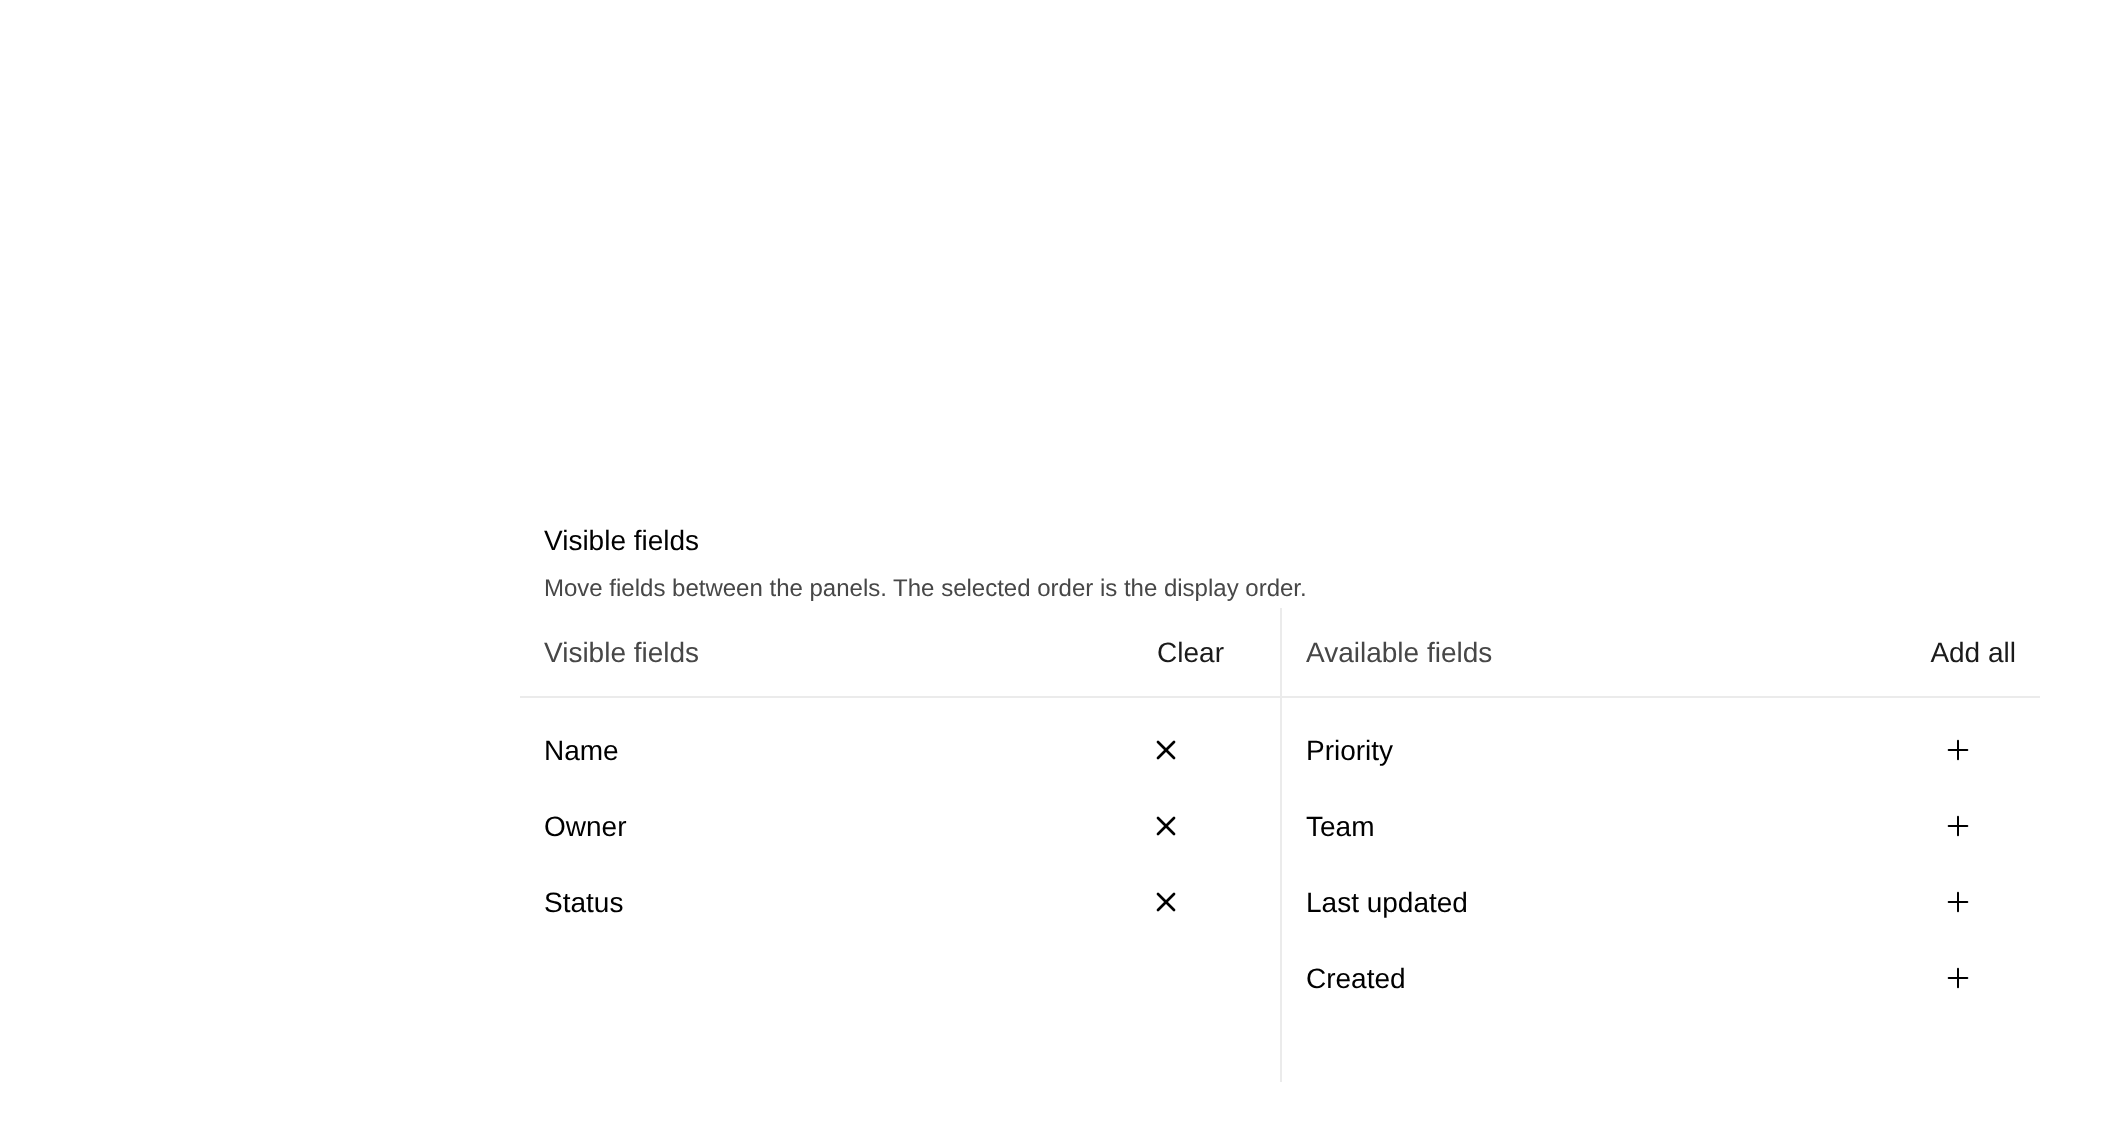 Visible fields
Move fields between the panels. The selected order is the display order.
Visible fields
Clear
Name
Owner
Status
Available fields
Add all
Priority
Team
Last updated
Created